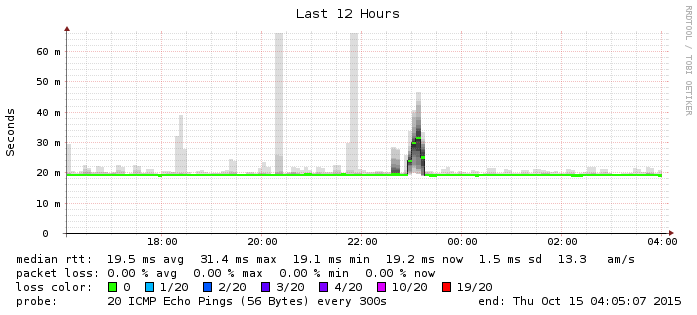 Last 12 Hours
RRDTOOL / TOBI OETIKER
Seconds
60 m
50 m
40 m
30 m
20 m
10 m
0
18:00 20:00 22:00 00:00 02:00 04:00
median rtt: 19.5 ms avg 31.4 ms max 19.1 ms min 19.2 ms now 1.5 ms sd 13.3 am/s
packet loss: 0.00 % avg 0.00 % max 0.00 % min 0.00 % now
loss color: 0 1/20 2/20 3/20 4/20 10/20 19/20
probe: 20 ICMP Echo Pings (56 Bytes) every 300s end: Thu Oct 15 04:05:07 2015